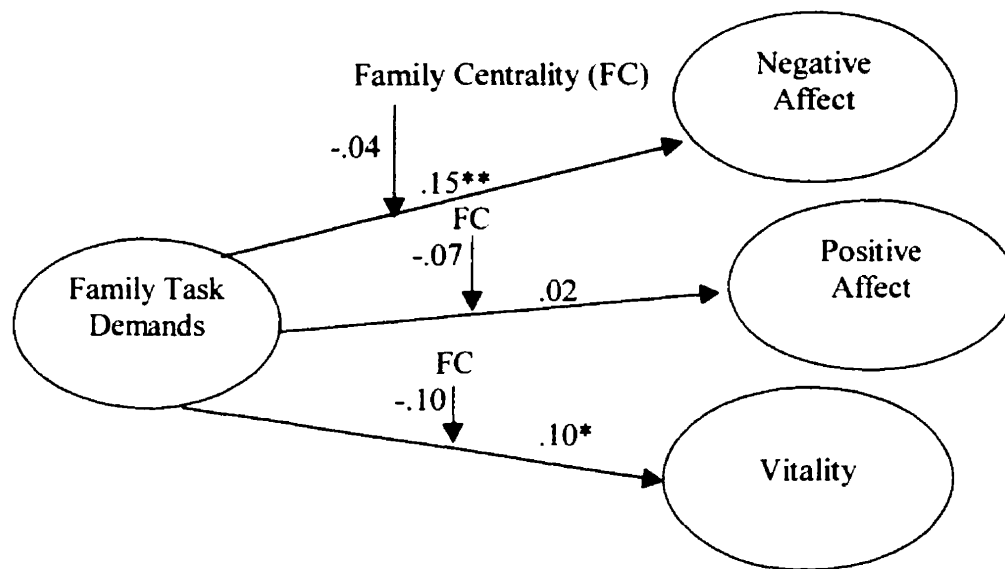 Family Centrality (FC)
Negative
Affect
-.04
.15**
FC
-.07
Positive
Affect
.02
Family Task
Demands
FC
-.10
.10*
Vitality